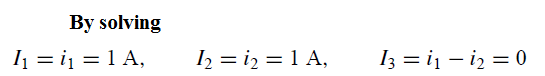 By solving
I₁ = i₁ = 1 A, I₂ = i₂ = 1 A, I₃ = i₁ − i₂ = 0